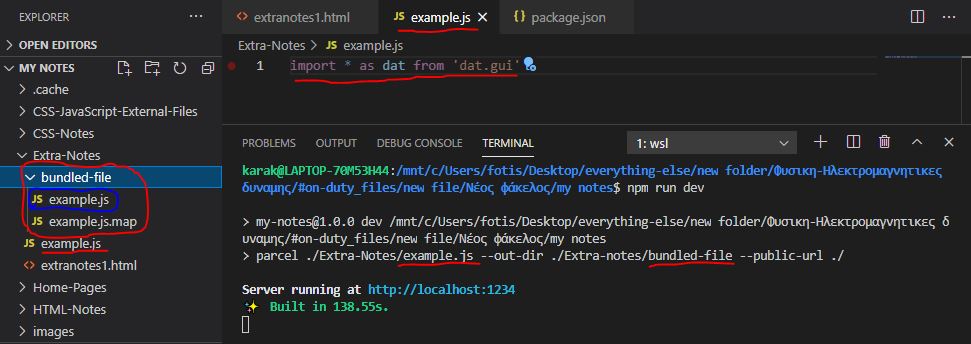 EXPLORER
OPEN EDITORS
MY NOTES
.cache
CSS-JavaScript-External-Files
CSS-Notes
Extra-Notes
bundled-file
JS example.js
JS example.js.map
JS example.js
extranotes1.html
Home-Pages
HTML-Notes
images
extranotes1.html
JS example.js
package.json
Extra-Notes > JS example.js
1 import * as dat from 'dat.gui'
PROBLEMS OUTPUT DEBUG CONSOLE TERMINAL 1: wsl
karak@LAPTOP-70M53H44:/mnt/c/Users/fotis/Desktop/everything-else/new folder/Φυσικη-Ηλεκτρομαγνητικες
δυναμης/#on-duty_files/new file/Νέος φάκελος/my notes$ npm run dev
> my-notes@1.0.0 dev /mnt/c/Users/fotis/Desktop/everything-else/new folder/Φυσικη-Ηλεκτρομαγνητικες δ
υναμης/#on-duty_files/new file/Νέος φάκελος/my notes
> parcel ./Extra-Notes/example.js --out-dir ./Extra-notes/bundled-file --public-url ./
Server running at http://localhost:1234
✨ Built in 138.55s.